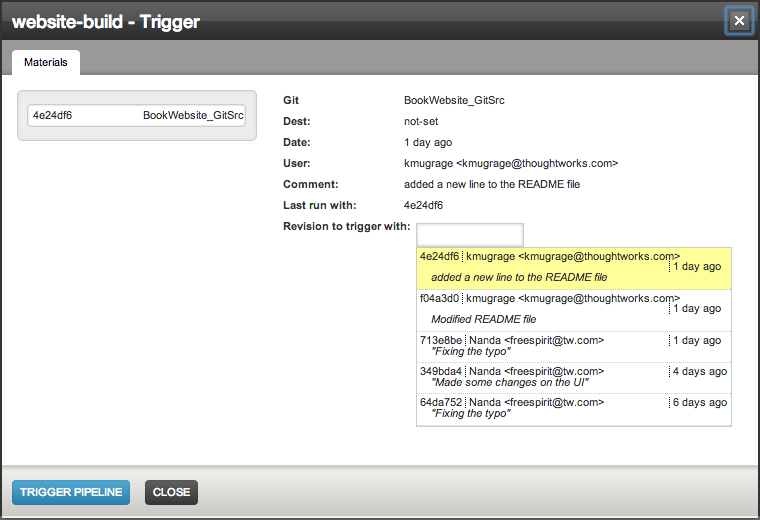 website-build - Trigger
Materials
4e24df6 BookWebsite_GitSrc
Git BookWebsite_GitSrc
Dest: not-set
Date: 1 day ago
User: kmugrage <kmugrage@thoughtworks.com>
Comment: added a new line to the README file
Last run with: 4e24df6
Revision to trigger with:
4e24df6 kmugrage <kmugrage@thoughtworks.com>
1 day ago
added a new line to the README file
f04a3d0 kmugrage <kmugrage@thoughtworks.com>
1 day ago
Modified README file
713e8be Nanda <freespirit@tw.com> 1 day ago
"Fixing the typo"
349bda4 Nanda <freespirit@tw.com> 4 days ago
"Made some changes on the UI"
64da752 Nanda <freespirit@tw.com> 6 days ago
"Fixing the typo"
TRIGGER PIPELINE CLOSE